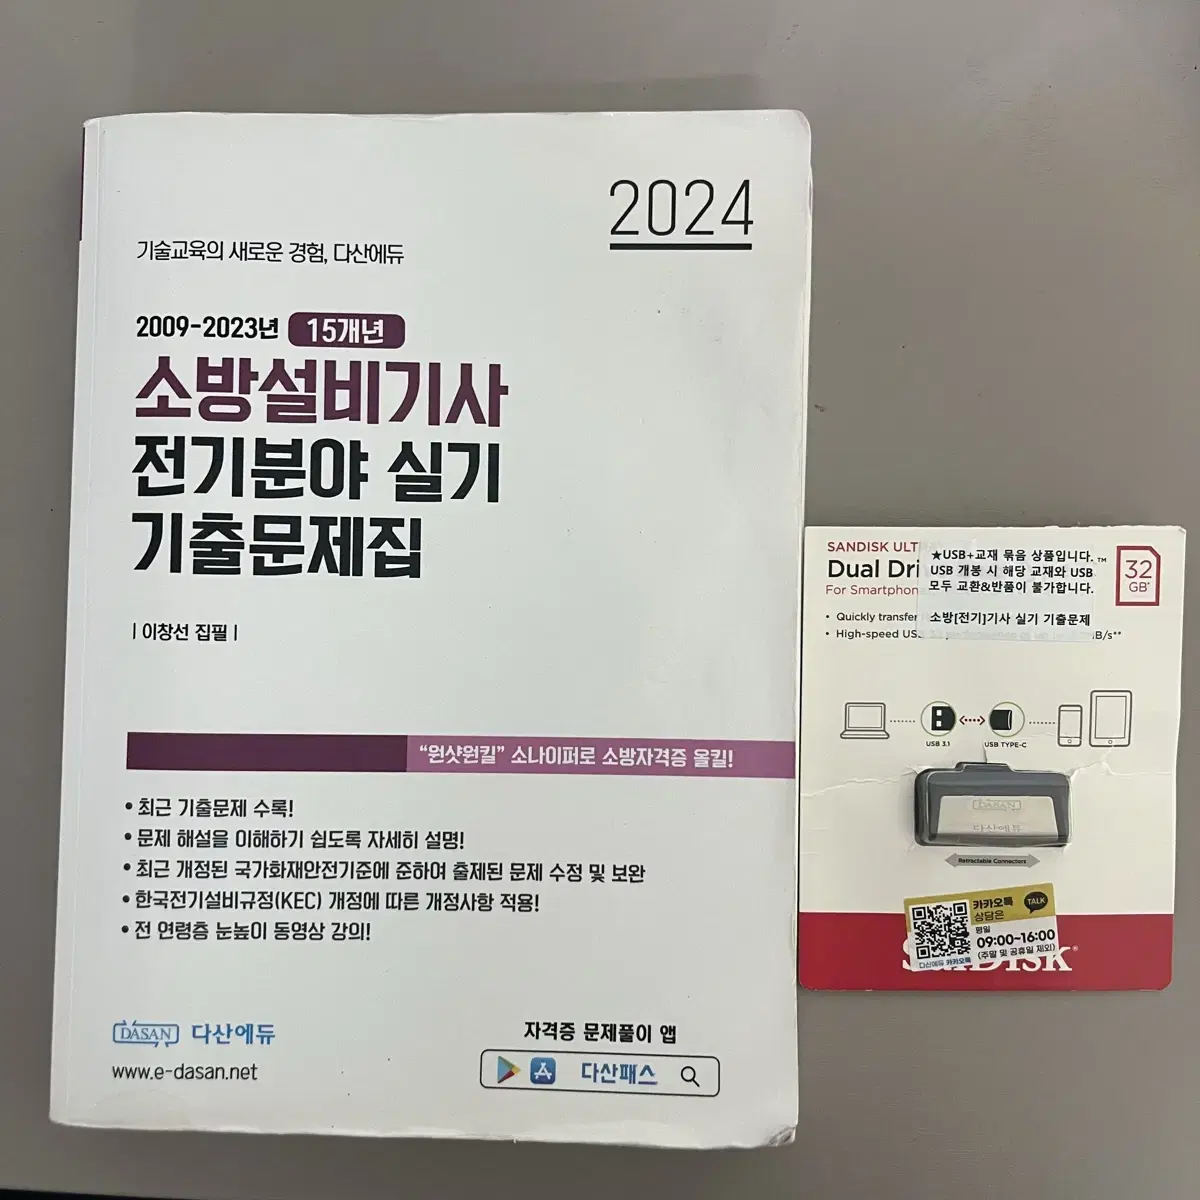 2024
기술교육의 새로운 경험, 다산에듀
2009-2023년 15개년
소방설비기사
전기분야 실기
기출문제집
| 이창선 집필 |
“원샷원킬” 소나이퍼로 소방자격증 올킬!
• 최근 기출문제 수록!
• 문제 해설을 이해하기 쉽도록 자세히 설명!
• 최근 개정된 국가화재안전기준에 준하여 출제된 문제 수정 및 보완
• 한국전기설비규정(KEC) 개정에 따른 개정사항 적용!
• 전 연령층 눈높이 동영상 강의!
DASAN 다산에듀
www.e-dasan.net
자격증 문제풀이 앱
다산패스
SANDISK
Dual
For
32
GB*
★USB+교재 묶음 상품입니다.
USB 개봉 시 해당 교재와 USB
모두 교환&반품이 불가합니다.
소방[전기]기사 실기 기출문제
• Quickly transfer
• High-speed
USB 3.1
USB TYPE-C
DASAN
다산에듀
Retractable Connectors
카카오톡 TALK
상담은
평일
09:00~16:00
(주말 및 공휴일 제외)
다산에듀 카카오톡
SanDisk